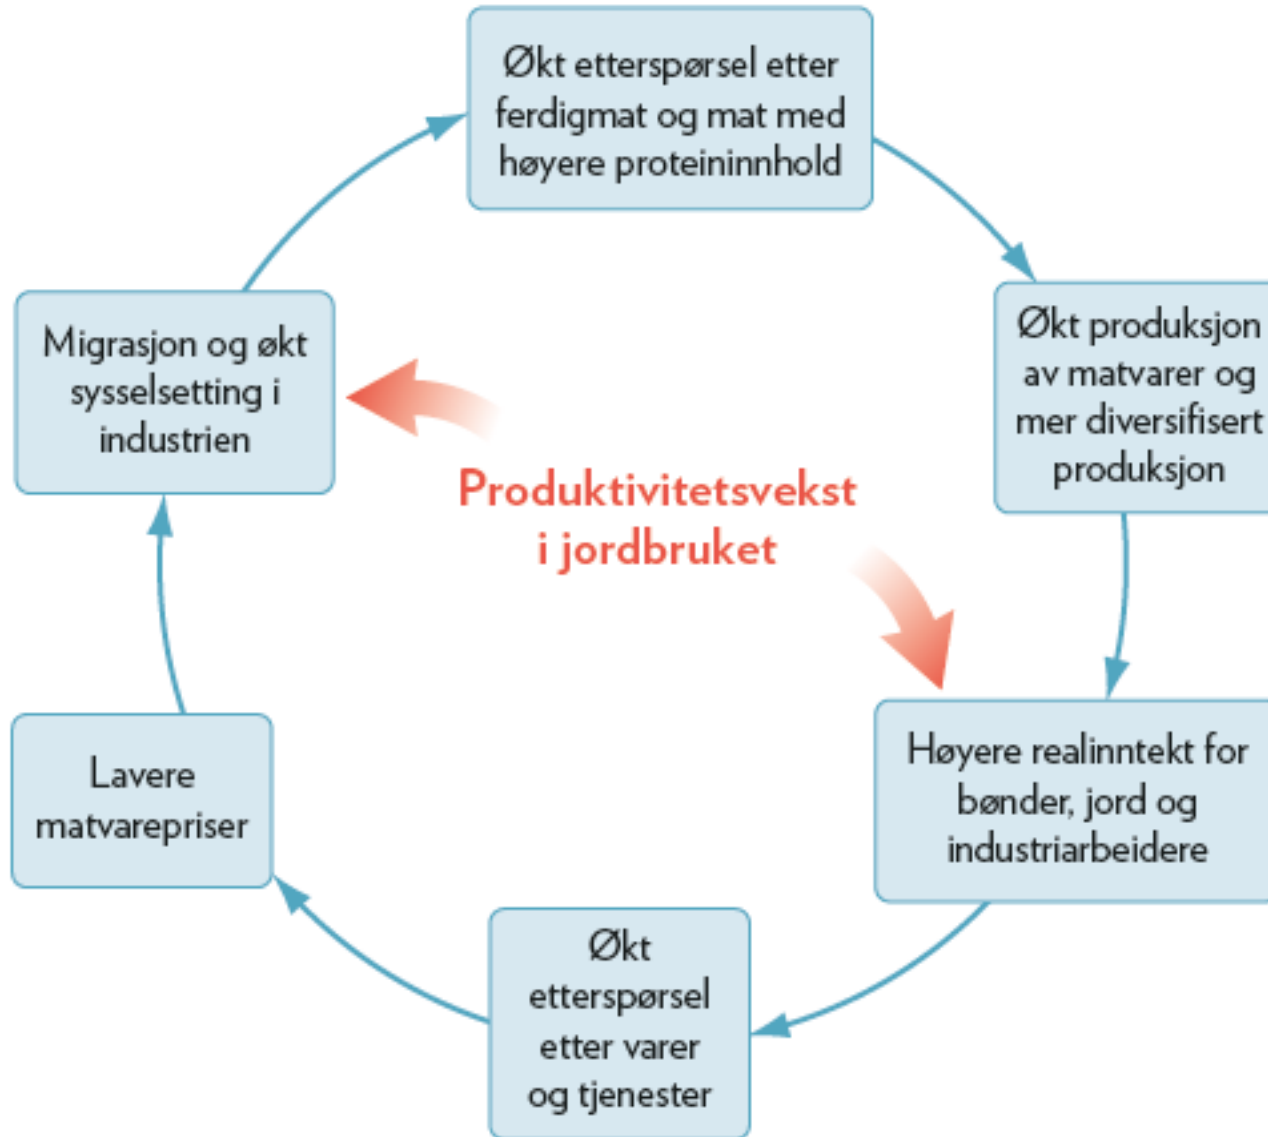 Økt etterspørsel etter
ferdigmat og mat med
høyere proteininnhold
Økt produksjon
av matvarer og
mer diversifisert
produksjon
Høyere realinntekt for
bønder, jord og
industriarbeidere
Økt
etterspørsel
etter varer
og tjenester
Lavere
matvarepriser
Migrasjon og økt
sysselsetting i
industrien
Produktivitetsvekst
i jordbruket